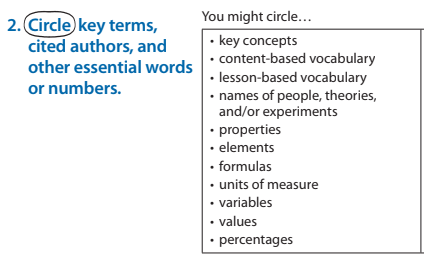 2. Circle key terms,
cited authors, and
other essential words
or numbers.
You might circle…
• key concepts
• content-based vocabulary
• lesson-based vocabulary
• names of people, theories,
and/or experiments
• properties
• elements
• formulas
• units of measure
• variables
• values
• percentages